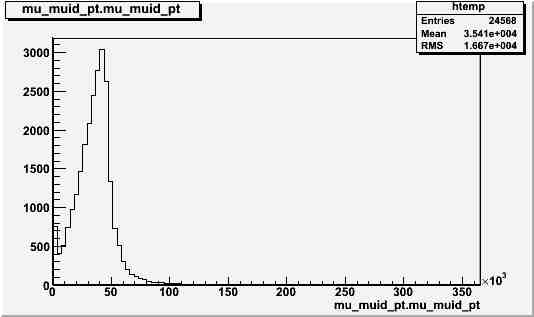 mu_muid_pt.mu_muid_pt
htemp
Entries 24568
Mean 3.541e+004
RMS 1.667e+004
3000
2500
2000
1500
1000
500
0
0 50 100 150 200 250 300 350
×10³
mu_muid_pt.mu_muid_pt